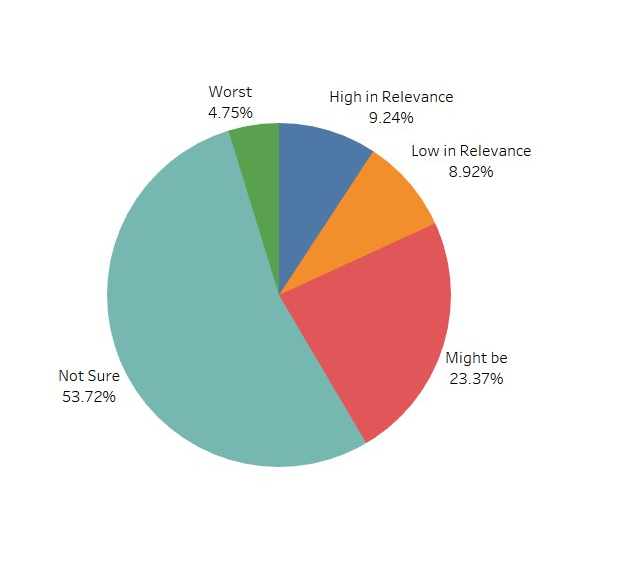 Worst
4.75%
High in Relevance
9.24%
Low in Relevance
8.92%
Might be
23.37%
Not Sure
53.72%